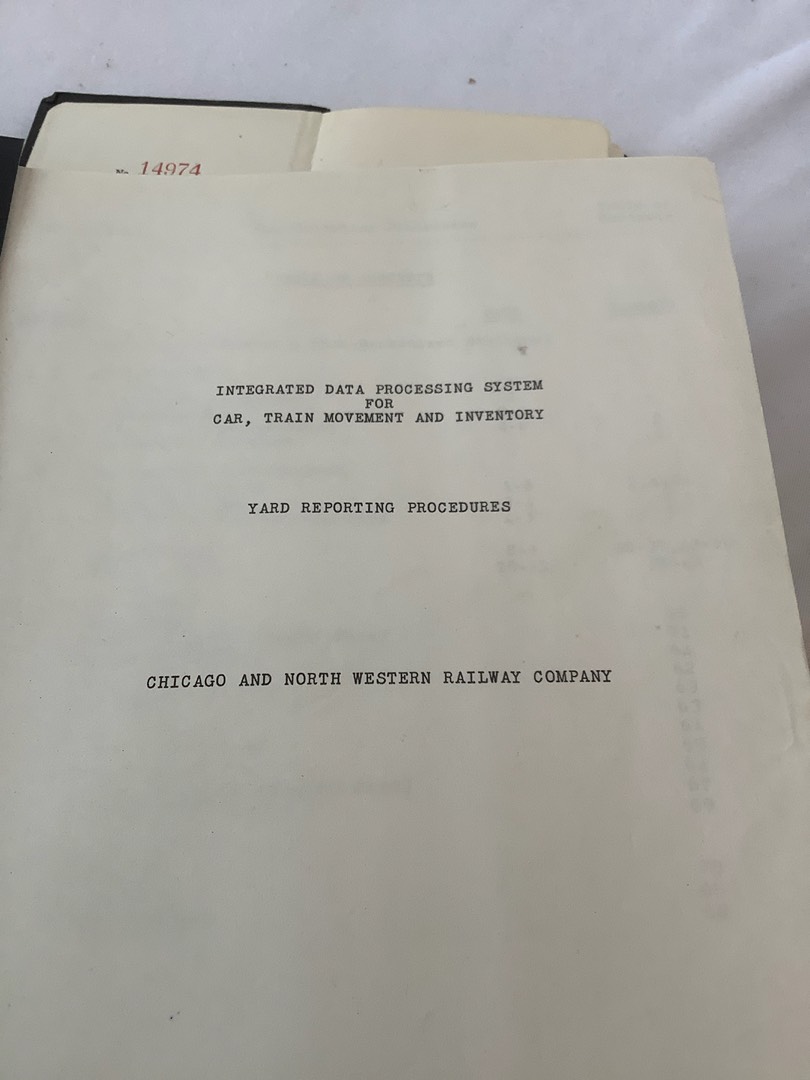 No 14974
INTEGRATED DATA PROCESSING SYSTEM
FOR
CAR, TRAIN MOVEMENT AND INVENTORY
YARD REPORTING PROCEDURES
CHICAGO AND NORTH WESTERN RAILWAY COMPANY